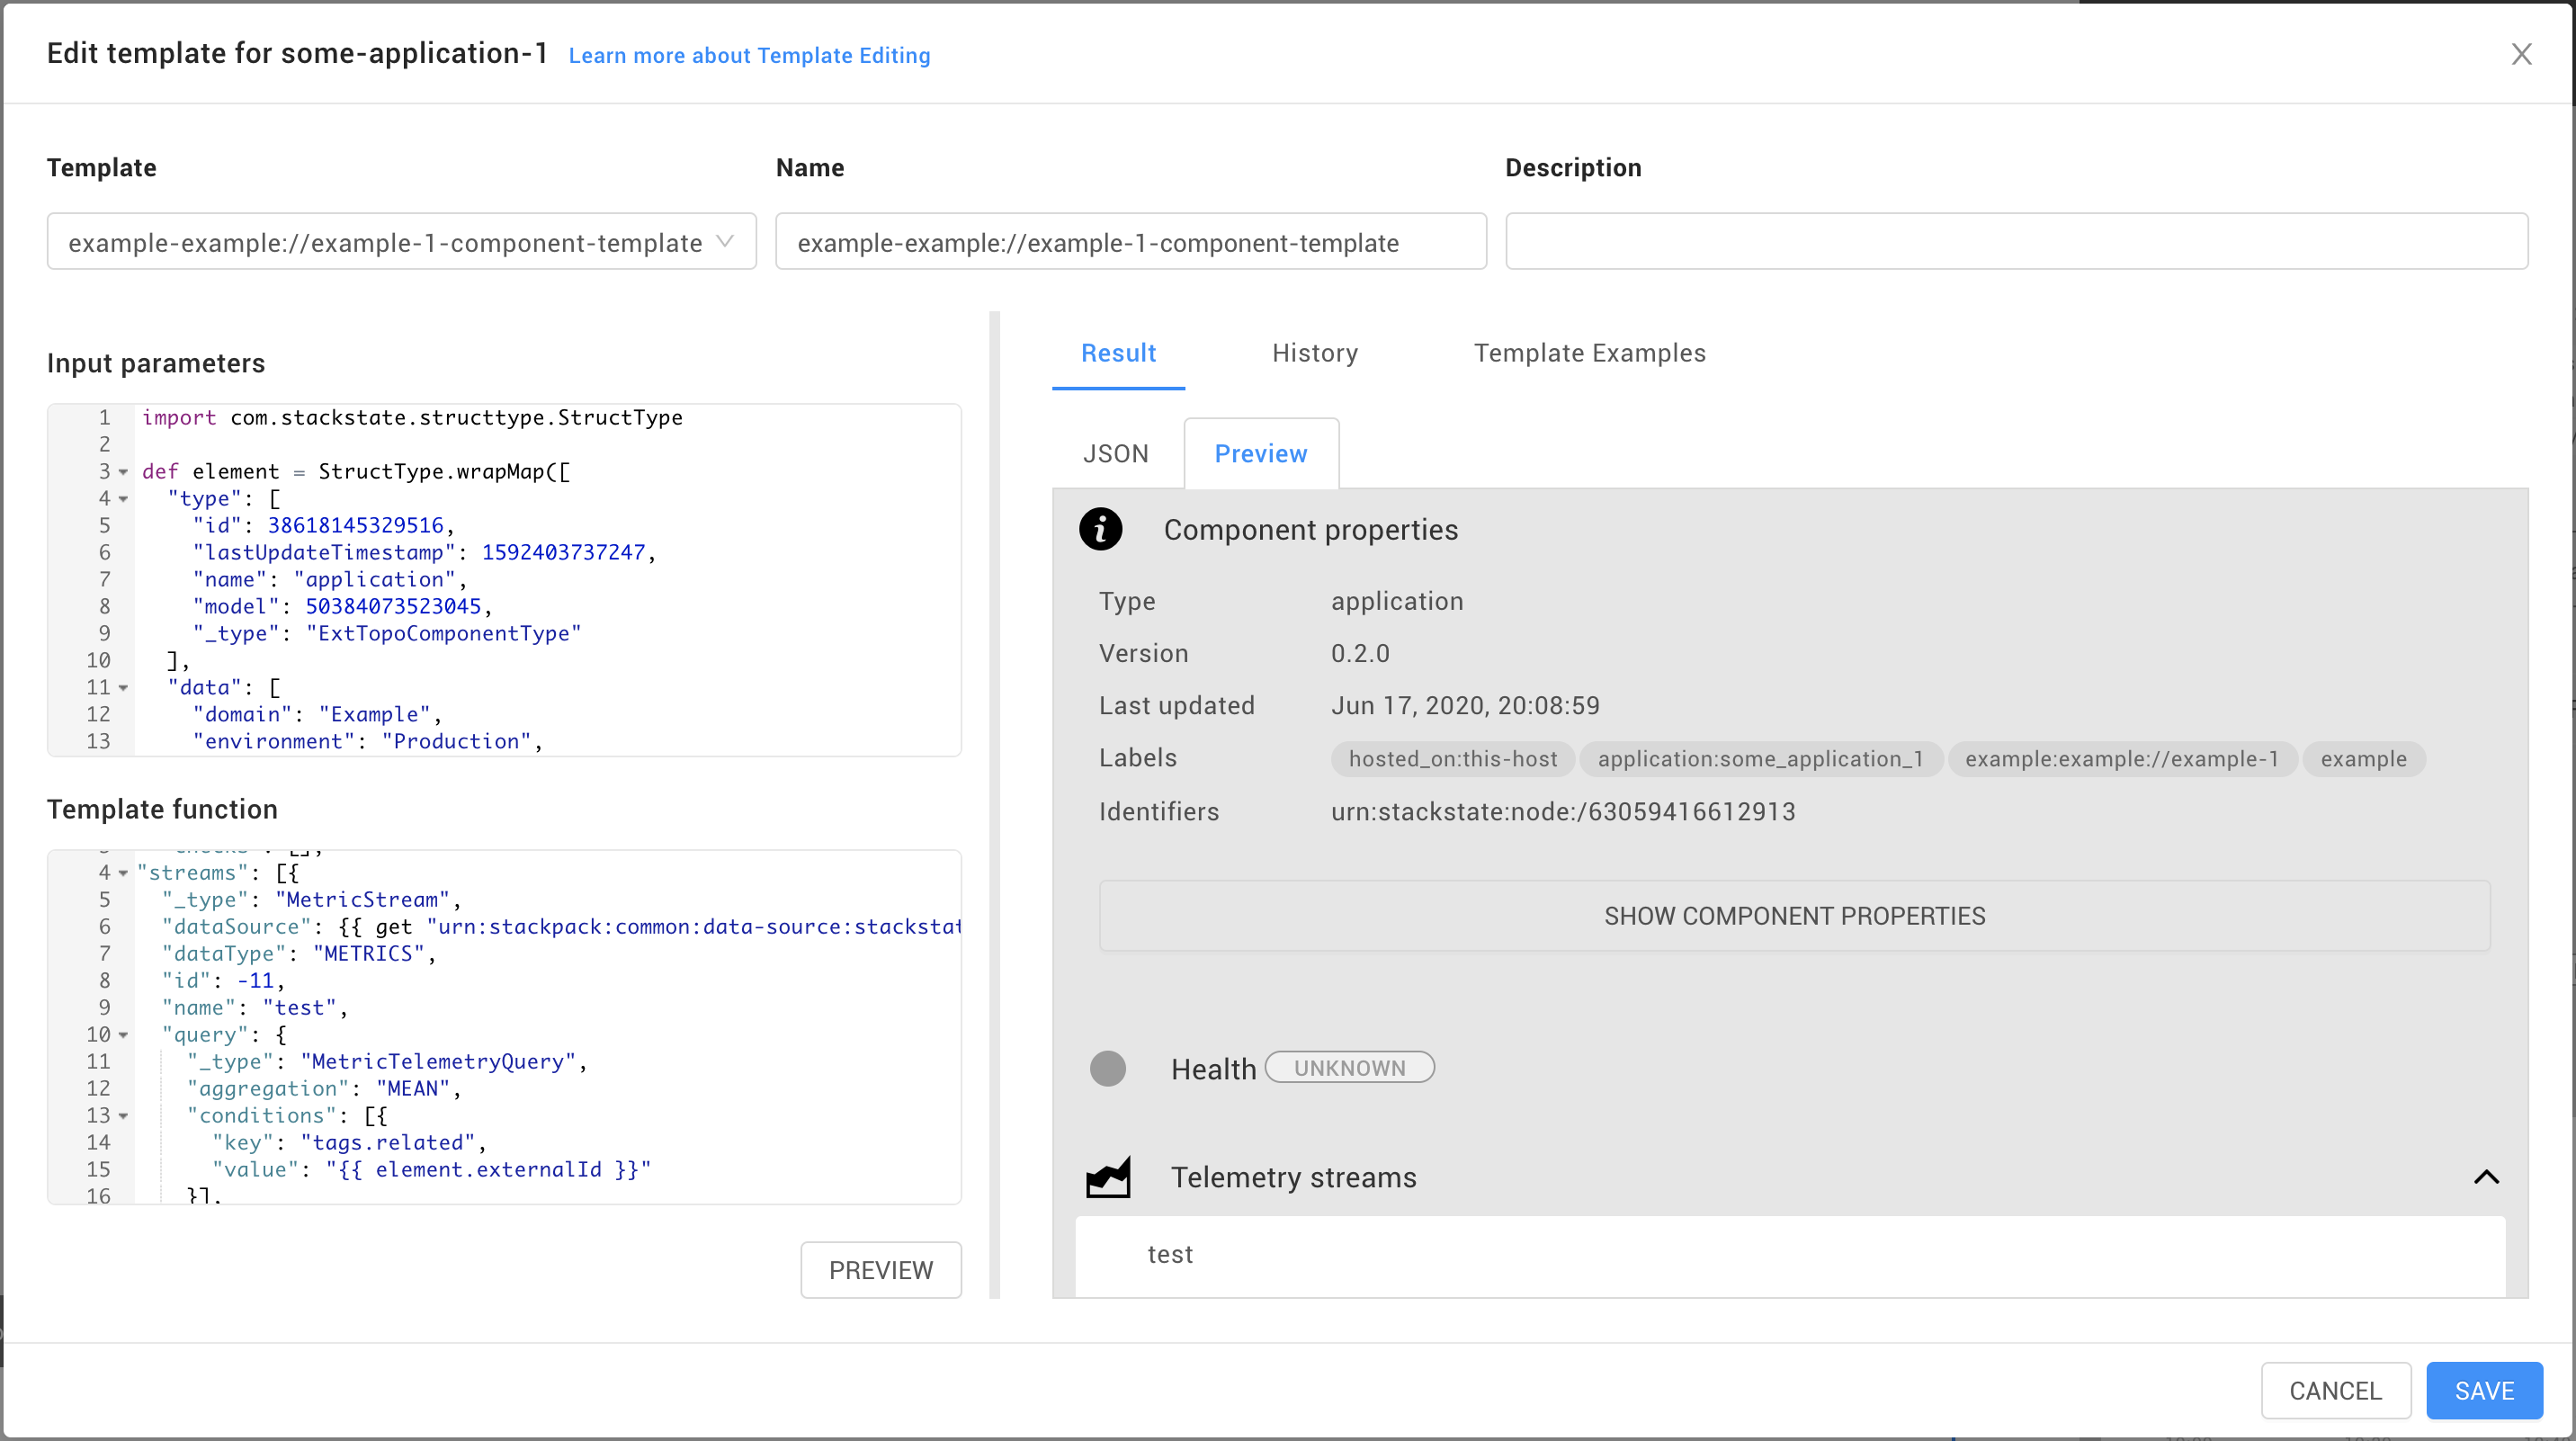 Edit template for some-application-1 Learn more about Template Editing
Template
Name
Description
example-example://example-1-component-template
example-example://example-1-component-template
Input parameters
1 import com.stackstate.structtype.StructType
2
3 def element = StructType.wrapMap([
4 "type": [
5 "id": 38618145329516,
6 "lastUpdateTimestamp": 1592403737247,
7 "name": "application",
8 "model": 50384073523045,
9 "_type": "ExtTopoComponentType"
10 ],
11 "data": [
12 "domain": "Example",
13 "environment": "Production",
Template function
4 "streams": [{
5 "_type": "MetricStream",
6 "dataSource": {{ get "urn:stackpack:common:data-source:stackstat
7 "dataType": "METRICS",
8 "id": -11,
9 "name": "test",
10 "query": {
11 "_type": "MetricTelemetryQuery",
12 "aggregation": "MEAN",
13 "conditions": [{
14 "key": "tags.related",
15 "value": "{{ element.externalId }}"
16 }],
PREVIEW
Result
History
Template Examples
JSON
Preview
Component properties
Type application
Version 0.2.0
Last updated Jun 17, 2020, 20:08:59
Labels hosted_on:this-host application:some_application_1 example:example://example-1 example
Identifiers urn:stackstate:node:/63059416612913
SHOW COMPONENT PROPERTIES
Health UNKNOWN
Telemetry streams
test
CANCEL
SAVE